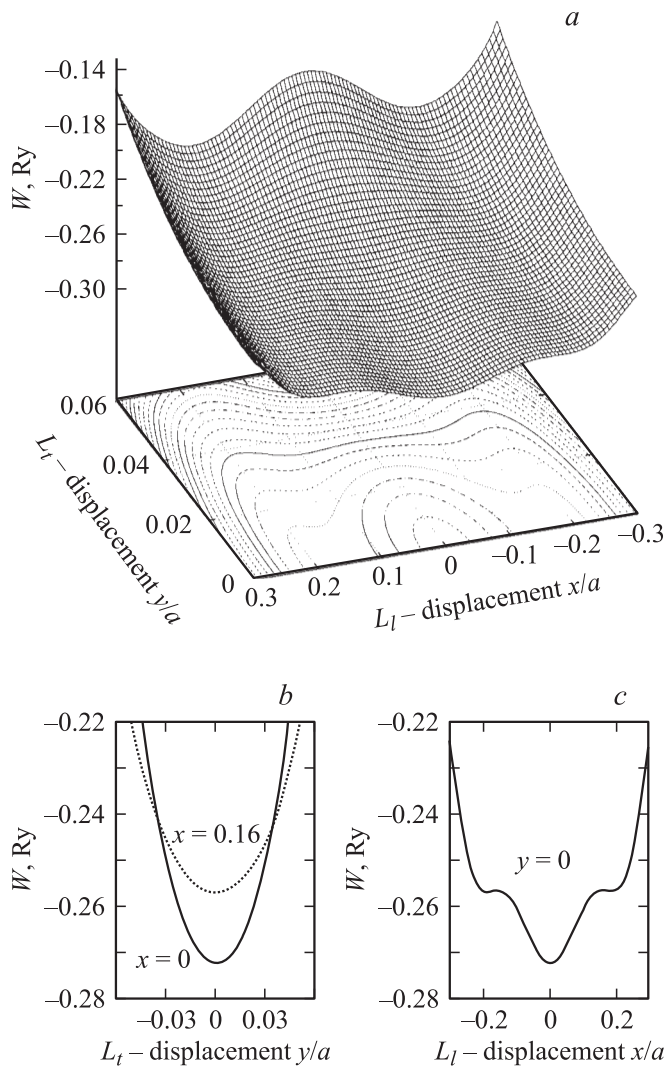 a
–0.14
–0.18
–0.22
–0.26
–0.30
W, Ry
0.06
0.04
0.02
0
L_t – displacement y/a
0.3
0.2
0.1
0
–0.1
–0.2
–0.3
L_l – displacement x/a
b
–0.22
–0.24
–0.26
–0.28
W, Ry
x = 0.16
x = 0
–0.03
0
0.03
L_t – displacement y/a
c
–0.22
–0.24
–0.26
–0.28
W, Ry
y = 0
–0.2
0
0.2
L_l – displacement x/a